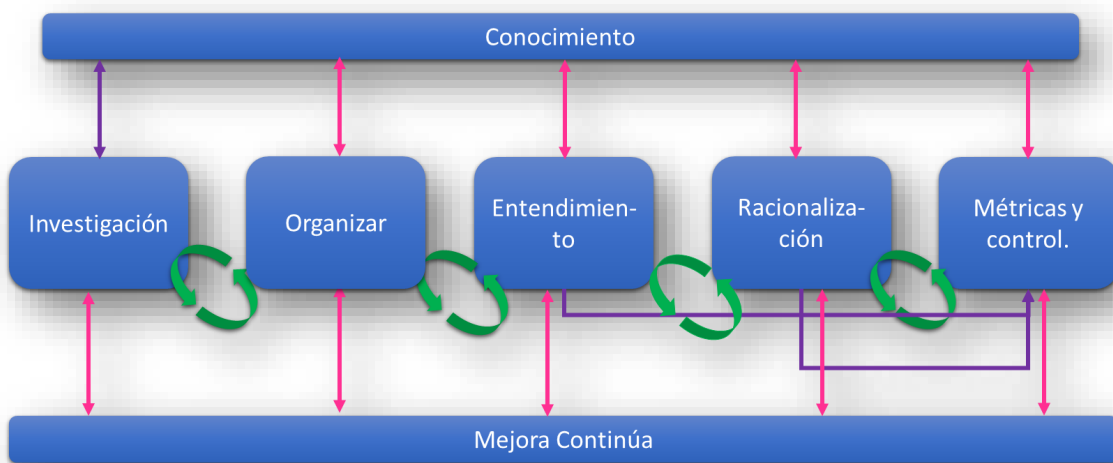 Conocimiento
Investigación
Organizar
Entendimien-
to
Racionaliza-
ción
Métricas y
control.
Mejora Continúa